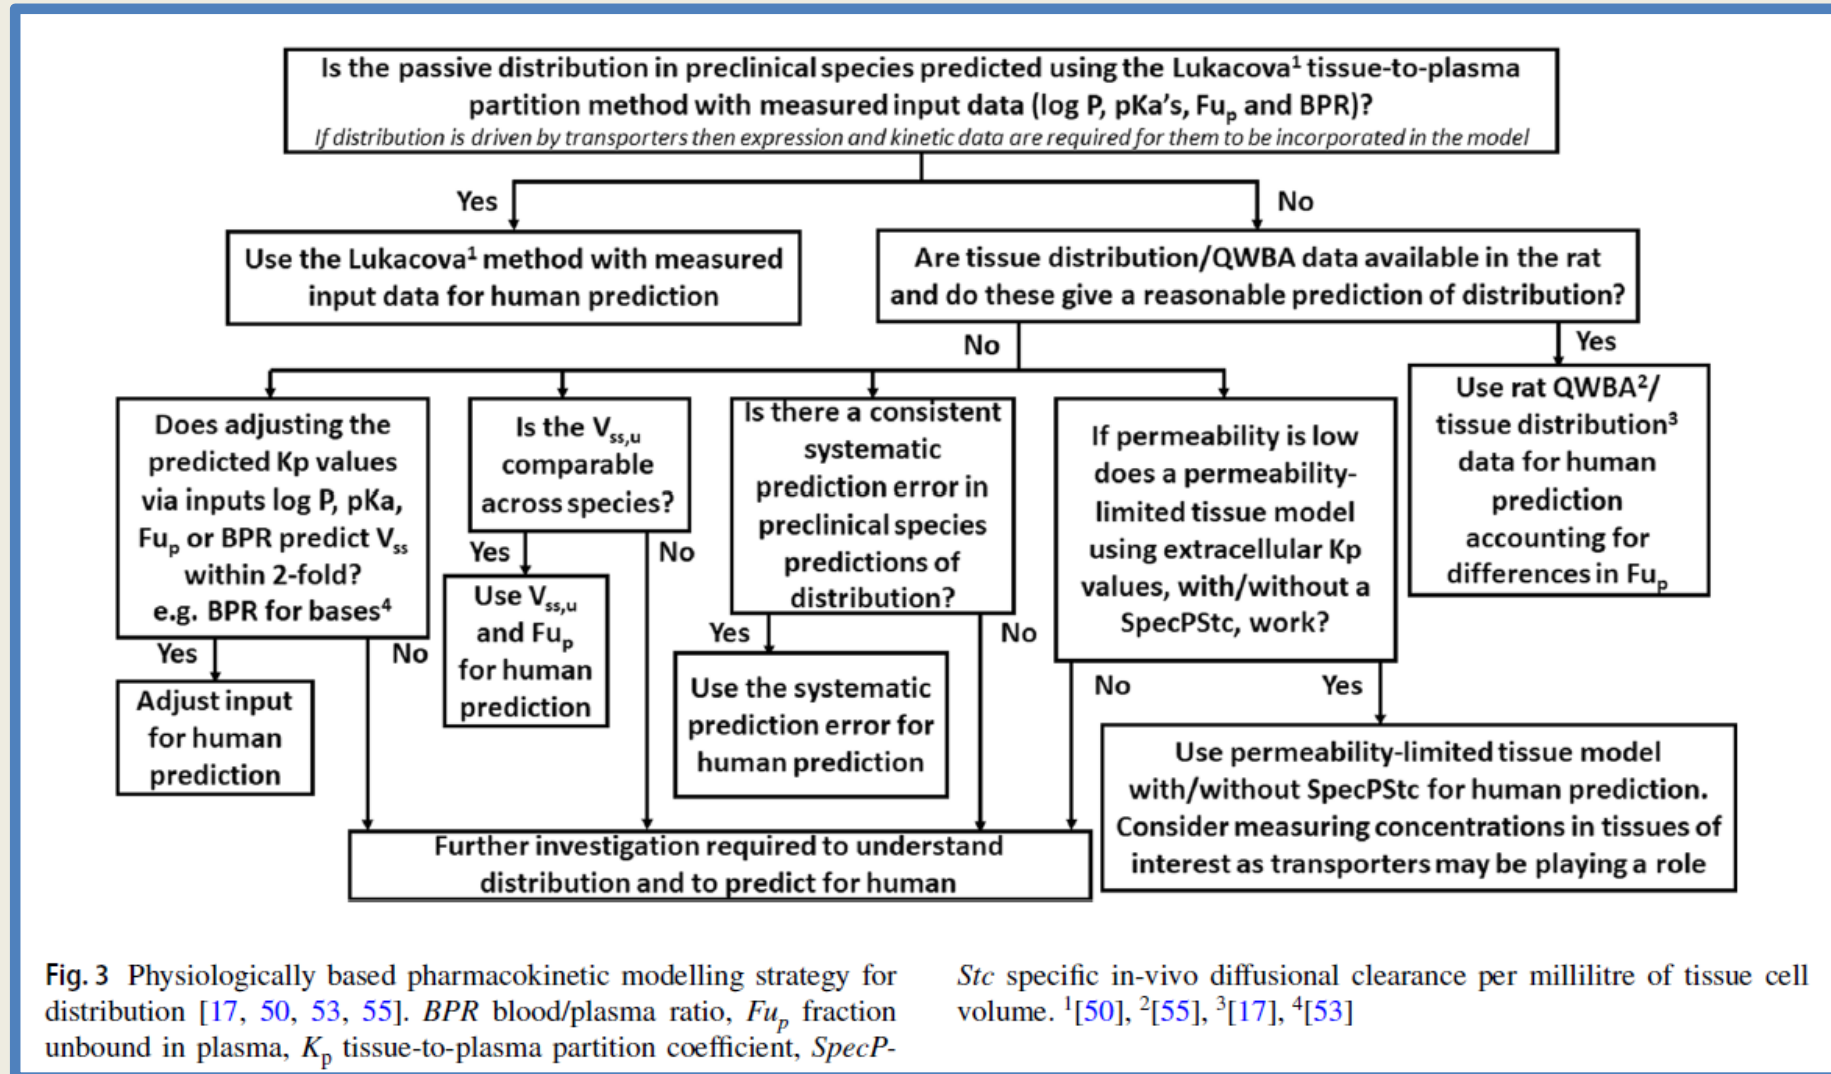 Is the passive distribution in preclinical species predicted using the Lukacova¹ tissue-to-plasma
partition method with measured input data (log P, pKa's, Fuₚ and BPR)?
If distribution is driven by transporters then expression and kinetic data are required for them to be incorporated in the model
Yes
No
Use the Lukacova¹ method with measured
input data for human prediction
Are tissue distribution/QWBA data available in the rat
and do these give a reasonable prediction of distribution?
No
Yes
Does adjusting the
predicted Kp values
via inputs log P, pKa,
Fuₚ or BPR predict Vₛₛ
within 2-fold?
e.g. BPR for bases⁴
Yes
No
Adjust input
for human
prediction
Is the Vₛₛ,ᵤ
comparable
across species?
Yes
No
Use Vₛₛ,ᵤ
and Fuₚ
for human
prediction
Is there a consistent
systematic
prediction error in
preclinical species
predictions of
distribution?
Yes
No
Use the systematic
prediction error for
human prediction
If permeability is low
does a permeability-
limited tissue model
using extracellular Kp
values, with/without a
SpecPStc, work?
No
Yes
Use permeability-limited tissue model
with/without SpecPStc for human prediction.
Consider measuring concentrations in tissues of
interest as transporters may be playing a role
Use rat QWBA²/
tissue distribution³
data for human
prediction
accounting for
differences in Fuₚ
Further investigation required to understand
distribution and to predict for human
Fig. 3 Physiologically based pharmacokinetic modelling strategy for
distribution [17, 50, 53, 55]. BPR blood/plasma ratio, Fuₚ fraction
unbound in plasma, Kₚ tissue-to-plasma partition coefficient, SpecP-
Stc specific in-vivo diffusional clearance per millilitre of tissue cell
volume. ¹[50], ²[55], ³[17], ⁴[53]